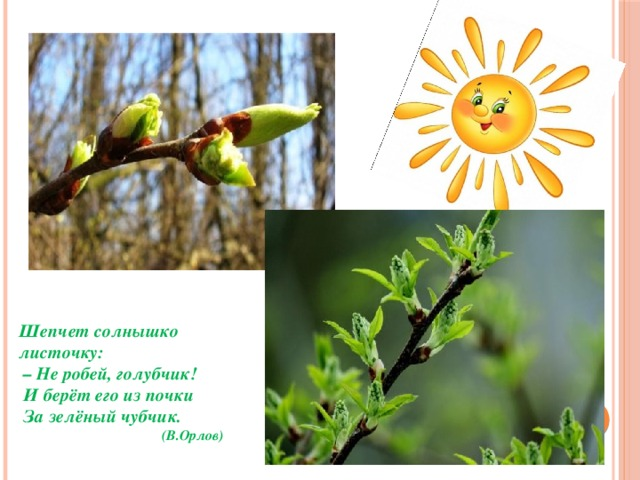 Шепчет солнышко
листочку:
– Не робей, голубчик!
И берёт его из почки
За зелёный чубчик.
(В.Орлов)